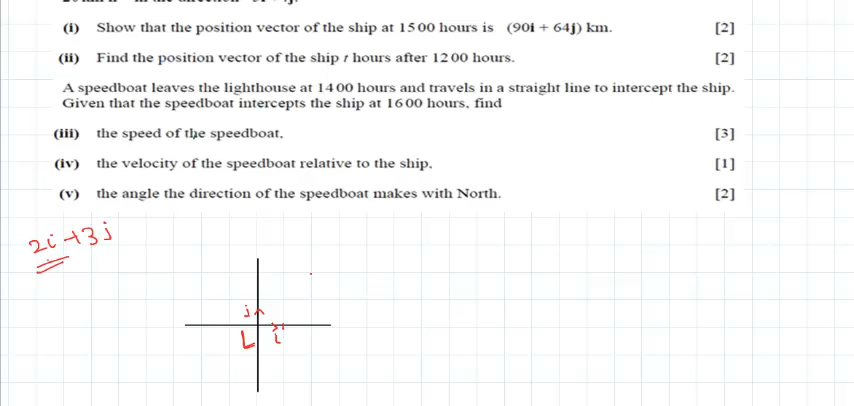 (i) Show that the position vector of the ship at 1500 hours is (90i + 64j) km. [2]
(ii) Find the position vector of the ship t hours after 1200 hours. [2]
A speedboat leaves the lighthouse at 1400 hours and travels in a straight line to intercept the ship.
Given that the speedboat intercepts the ship at 1600 hours, find
(iii) the speed of the speedboat, [3]
(iv) the velocity of the speedboat relative to the ship, [1]
(v) the angle the direction of the speedboat makes with North. [2]
2i+3j
j
L i